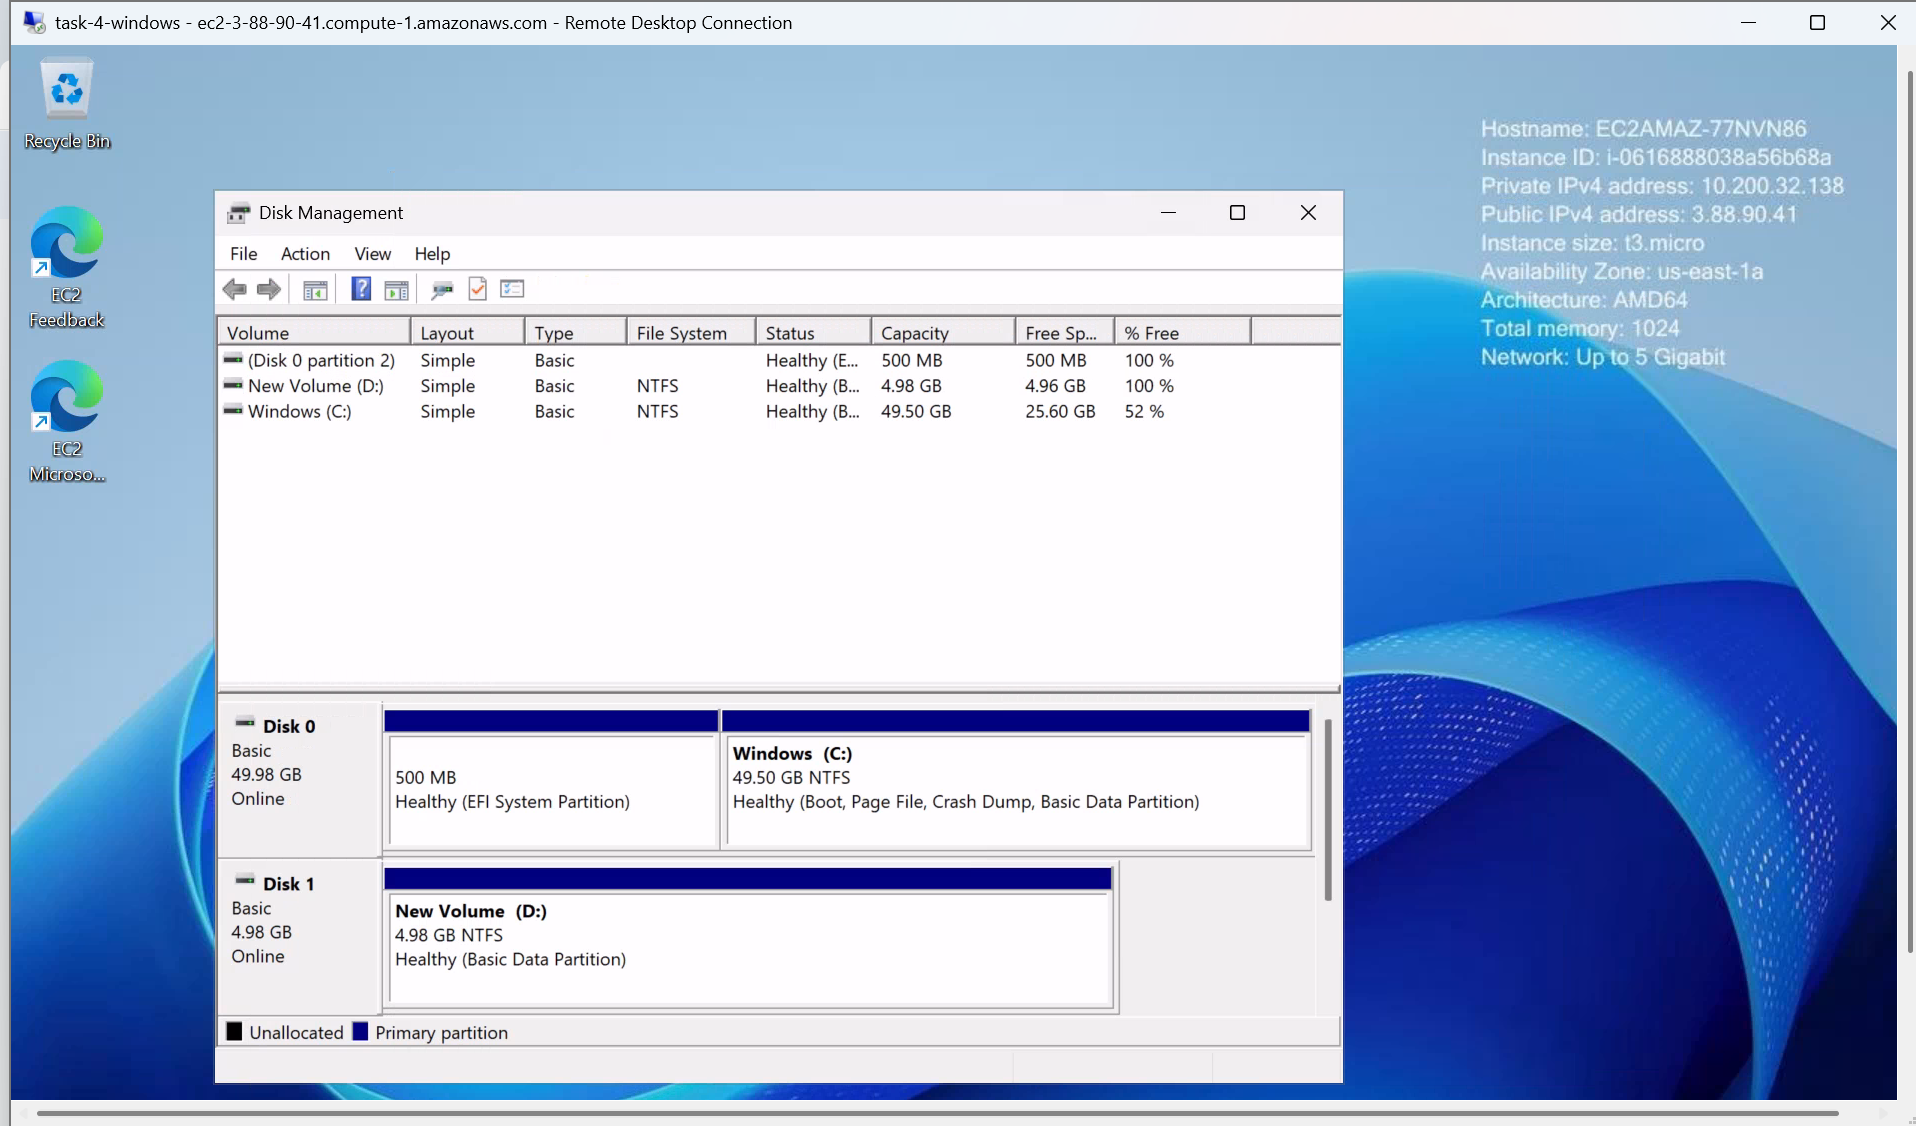 task-4-windows - ec2-3-88-90-41.compute-1.amazonaws.com - Remote Desktop Connection
Recycle Bin
EC2
Feedback
EC2
Microso...
Hostname: EC2AMAZ-77NVN86
Instance ID: i-0616888038a56b68a
Private IPv4 address: 10.200.32.138
Public IPv4 address: 3.88.90.41
Instance size: t3.micro
Availability Zone: us-east-1a
Architecture: AMD64
Total memory: 1024
Network: Up to 5 Gigabit
Disk Management
File Action View Help
Volume Layout Type File System Status Capacity Free Sp... % Free
(Disk 0 partition 2) Simple Basic Healthy (E... 500 MB 500 MB 100 %
New Volume (D:) Simple Basic NTFS Healthy (B... 4.98 GB 4.96 GB 100 %
Windows (C:) Simple Basic NTFS Healthy (B... 49.50 GB 25.60 GB 52 %
Disk 0
Basic
49.98 GB
Online
500 MB
Healthy (EFI System Partition)
Windows (C:)
49.50 GB NTFS
Healthy (Boot, Page File, Crash Dump, Basic Data Partition)
Disk 1
Basic
4.98 GB
Online
New Volume (D:)
4.98 GB NTFS
Healthy (Basic Data Partition)
Unallocated Primary partition